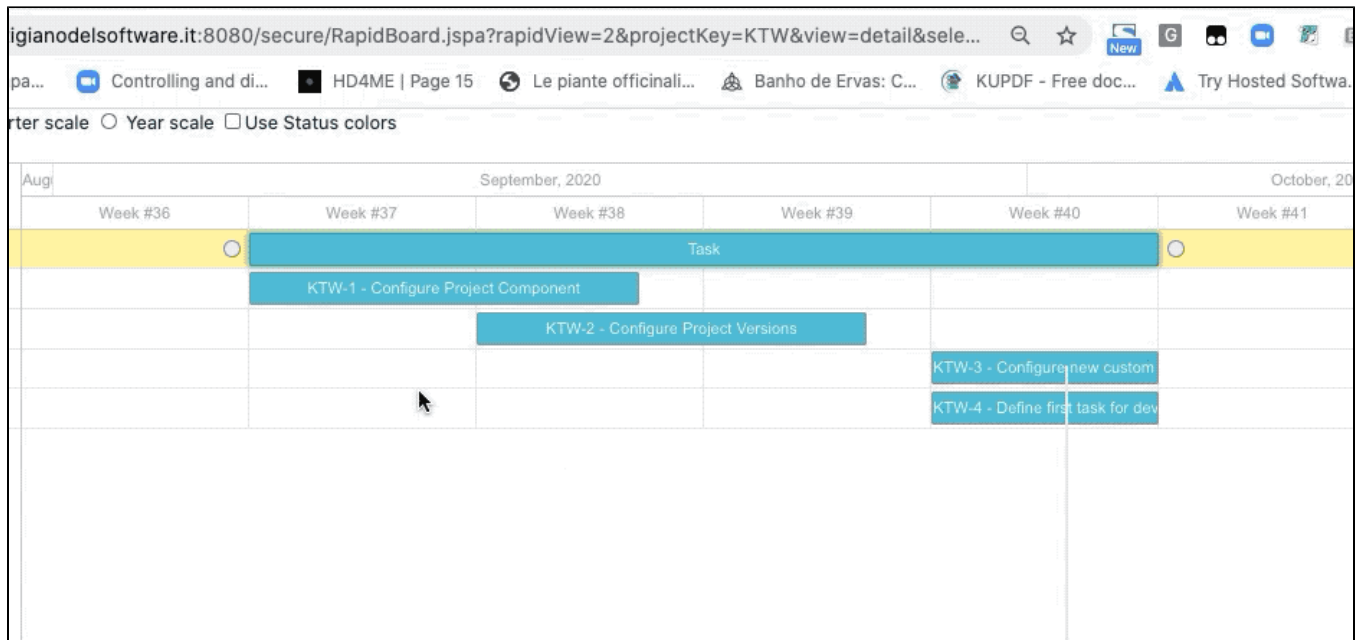 igianodelsoftware.it:8080/secure/RapidBoard.jspa?rapidView=2&projectKey=KTW&view=detail&sele...
New
G
pa... Controlling and di... HD4ME | Page 15 Le piante officinali... Banho de Ervas: C... KUPDF - Free doc... Try Hosted Softwa.
rter scale Year scale Use Status colors
Aug September, 2020 October, 20
Week #36 Week #37 Week #38 Week #39 Week #40 Week #41
Task
KTW-1 - Configure Project Component
KTW-2 - Configure Project Versions
KTW-3 - Configure new custom
KTW-4 - Define first task for dev